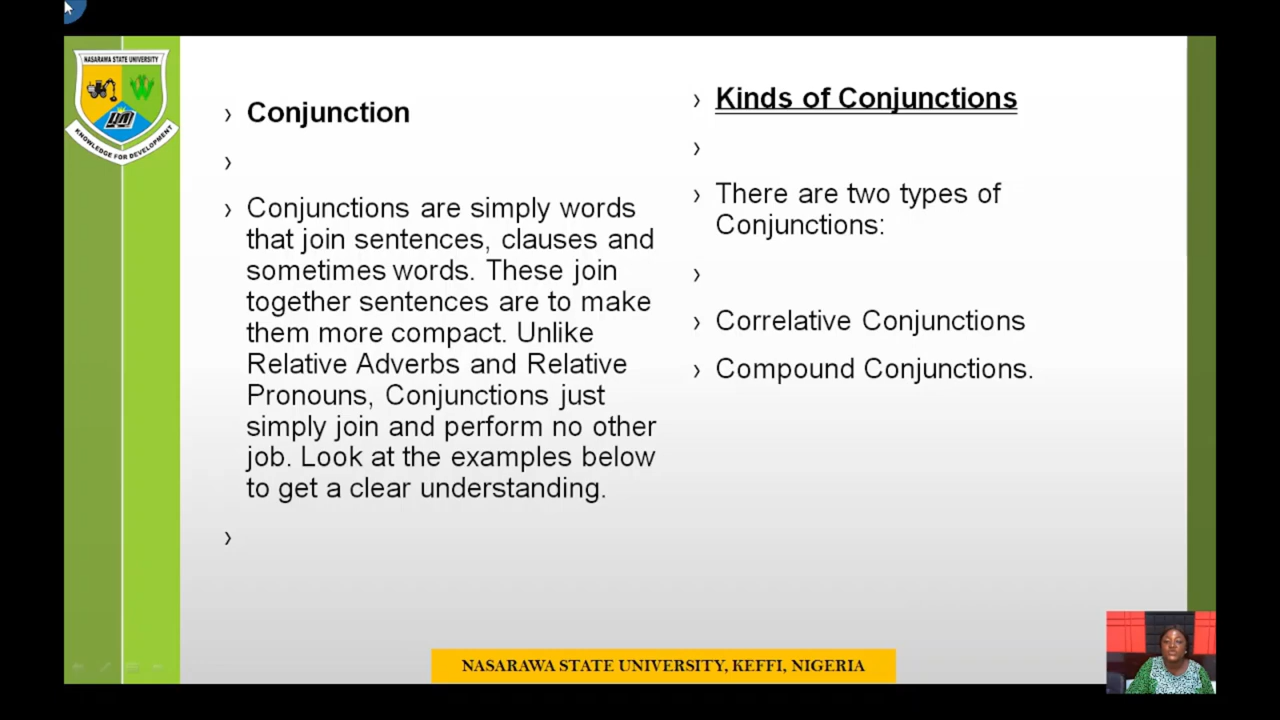 NASARAWA STATE UNIVERSITY
KNOWLEDGE FOR DEVELOPMENT
Conjunction
Conjunctions are simply words
that join sentences, clauses and
sometimes words. These join
together sentences are to make
them more compact. Unlike
Relative Adverbs and Relative
Pronouns, Conjunctions just
simply join and perform no other
job. Look at the examples below
to get a clear understanding.
Kinds of Conjunctions
There are two types of
Conjunctions:
Correlative Conjunctions
Compound Conjunctions.
NASARAWA STATE UNIVERSITY, KEFFI, NIGERIA